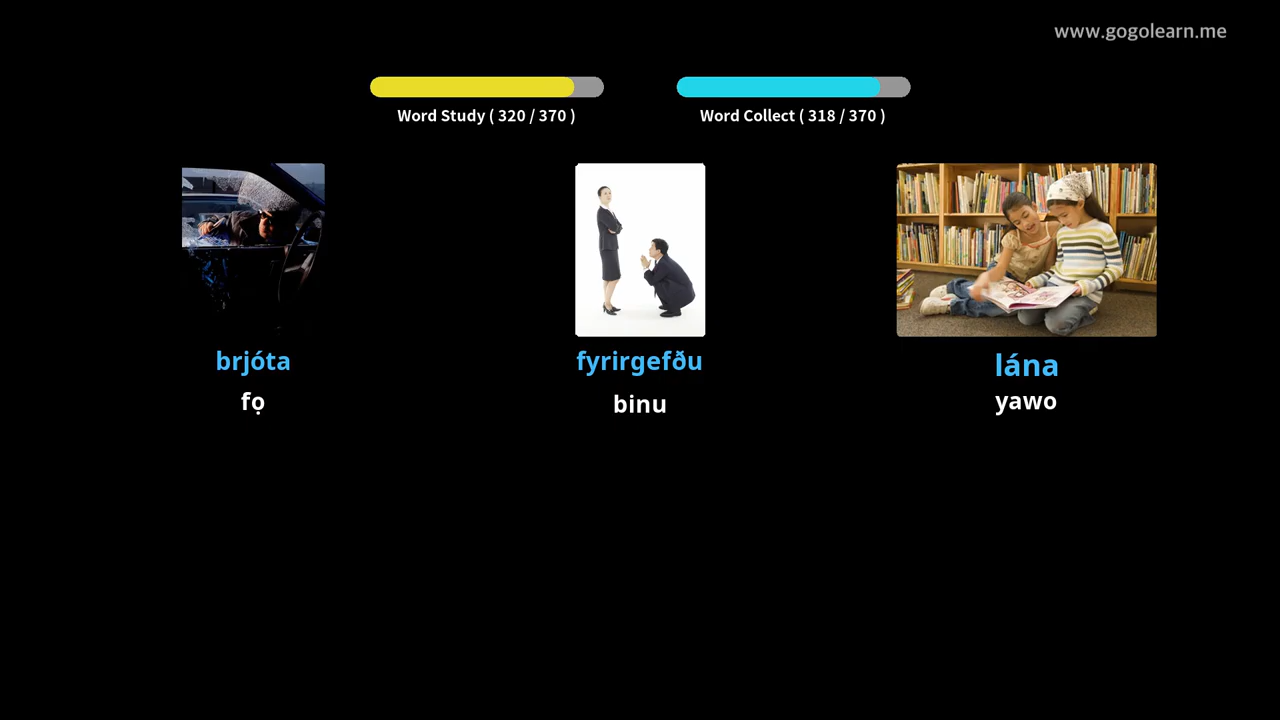 www.gogolearn.me
Word Study ( 320 / 370 )
Word Collect ( 318 / 370 )
brjóta
fọ
fyrirgefðu
binu
lána
yawo